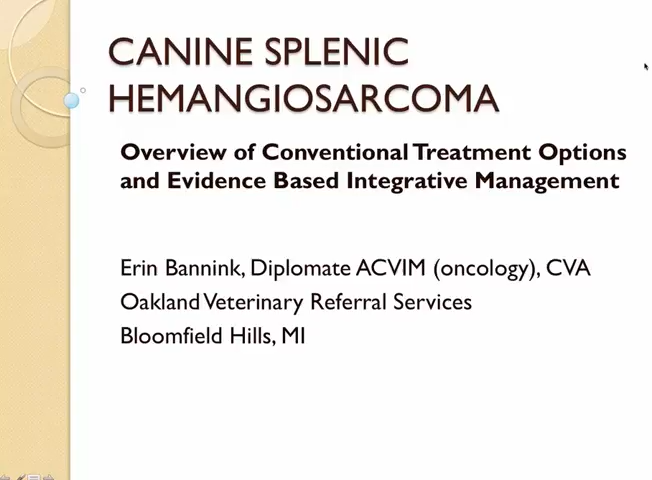 CANINE SPLENIC
HEMANGIOSARCOMA
Overview of Conventional Treatment Options
and Evidence Based Integrative Management
Erin Bannink, Diplomate ACVIM (oncology), CVA
Oakland Veterinary Referral Services
Bloomfield Hills, MI